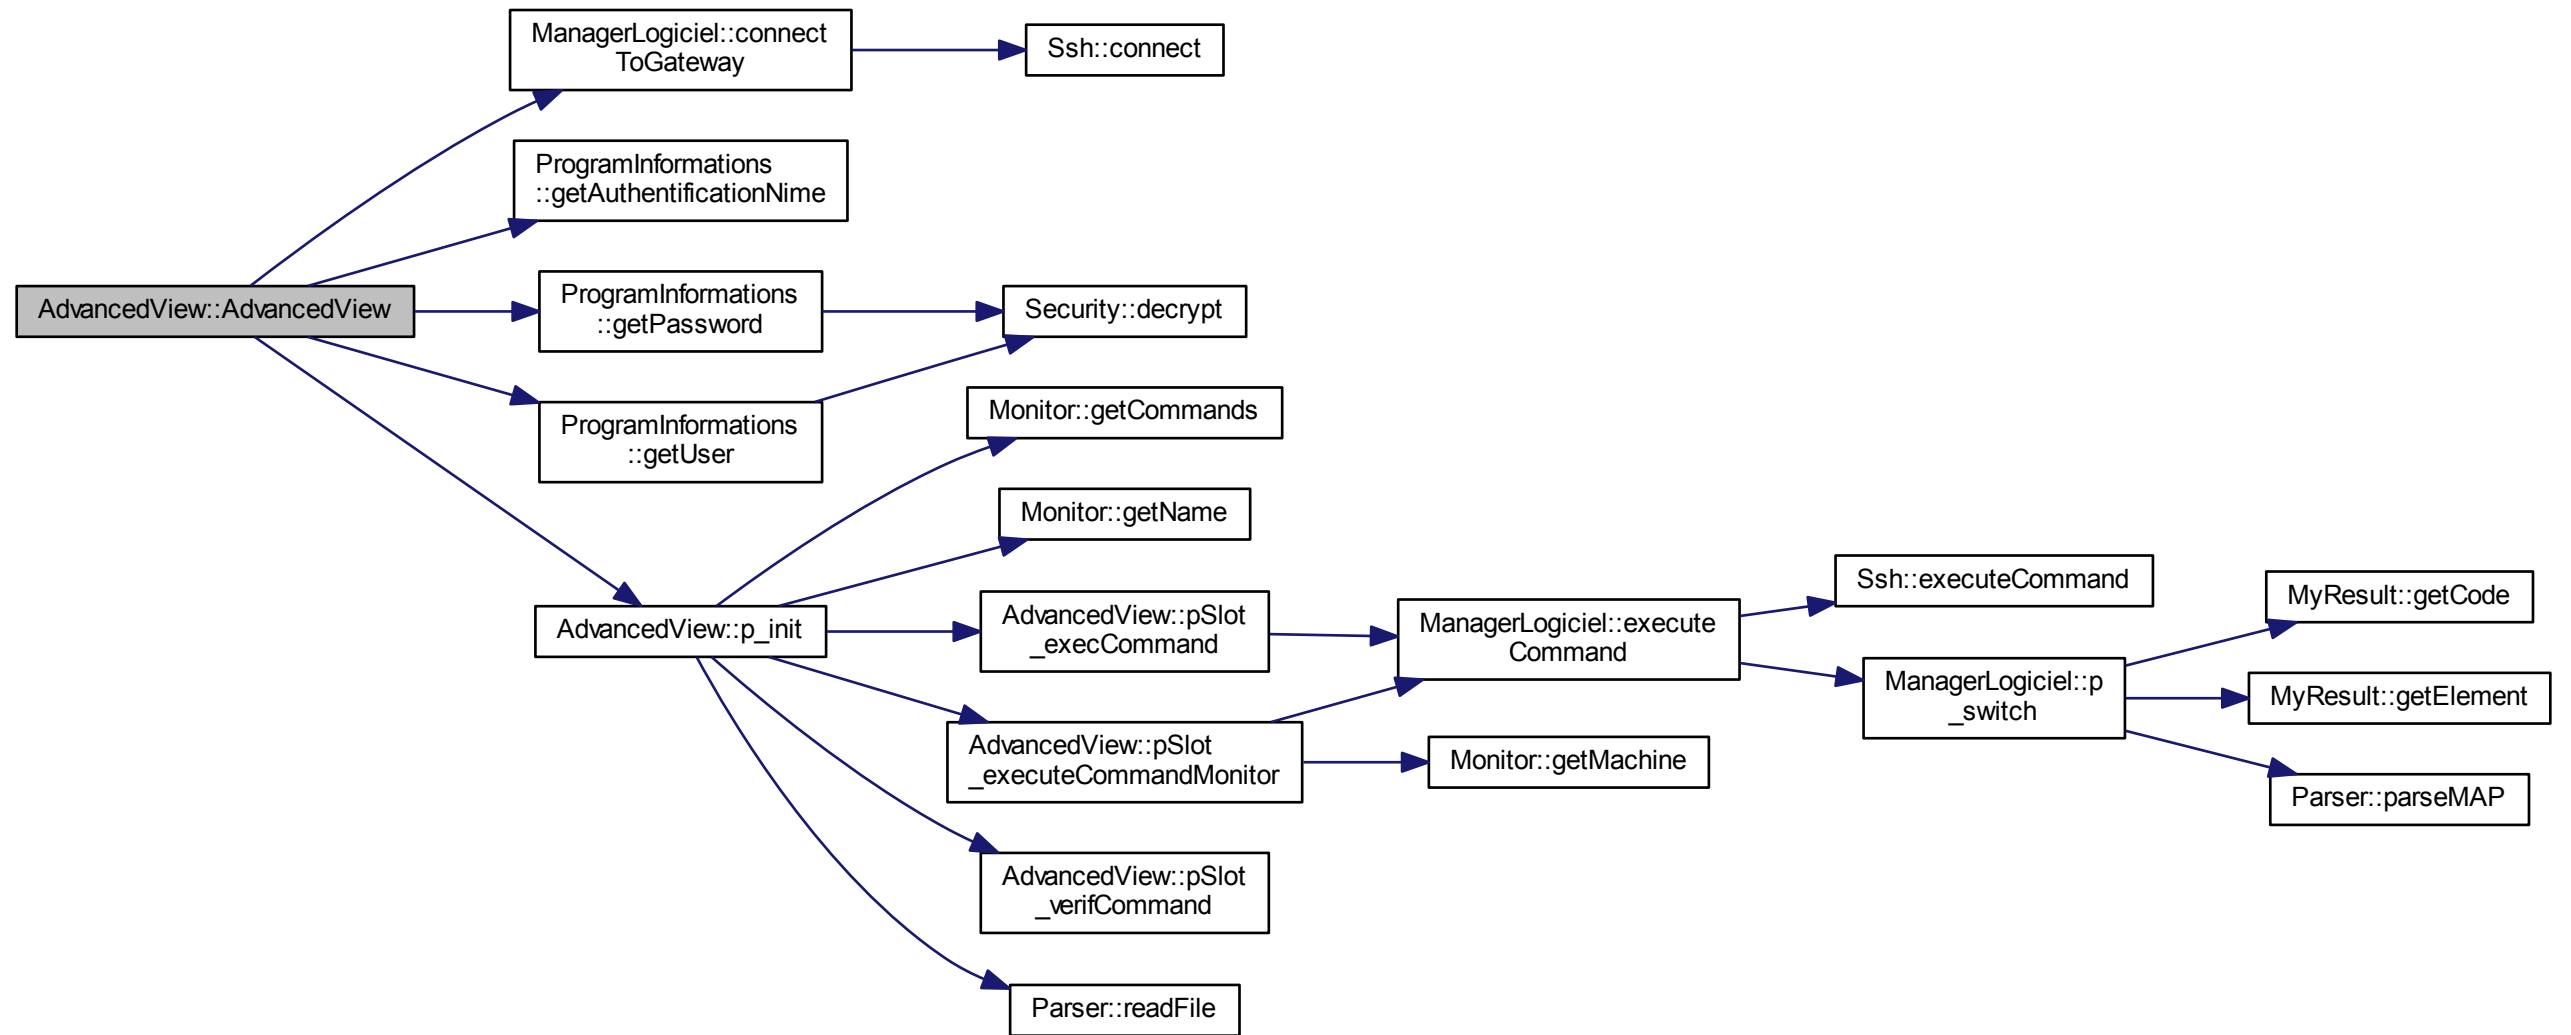 ManagerLogiciel::connect
ToGateway
Ssh::connect
ProgramInformations
::getAuthentificationNime
AdvancedView::AdvancedView
ProgramInformations
::getPassword
Security::decrypt
ProgramInformations
::getUser
Monitor::getCommands
Monitor::getName
AdvancedView::p_init
AdvancedView::pSlot
_execCommand
ManagerLogiciel::execute
Command
Ssh::executeCommand
MyResult::getCode
ManagerLogiciel::p
_switch
MyResult::getElement
AdvancedView::pSlot
_executeCommandMonitor
Monitor::getMachine
Parser::parseMAP
AdvancedView::pSlot
_verifCommand
Parser::readFile